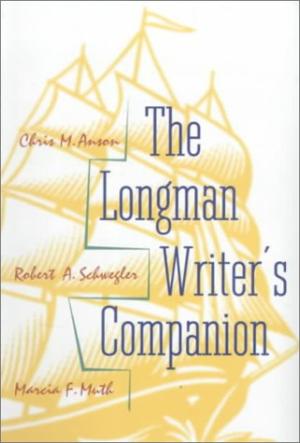 Chris M. Anson
The
Longman
Robert A. Schwegler
Writer's
Companion
Marcia F. Muth